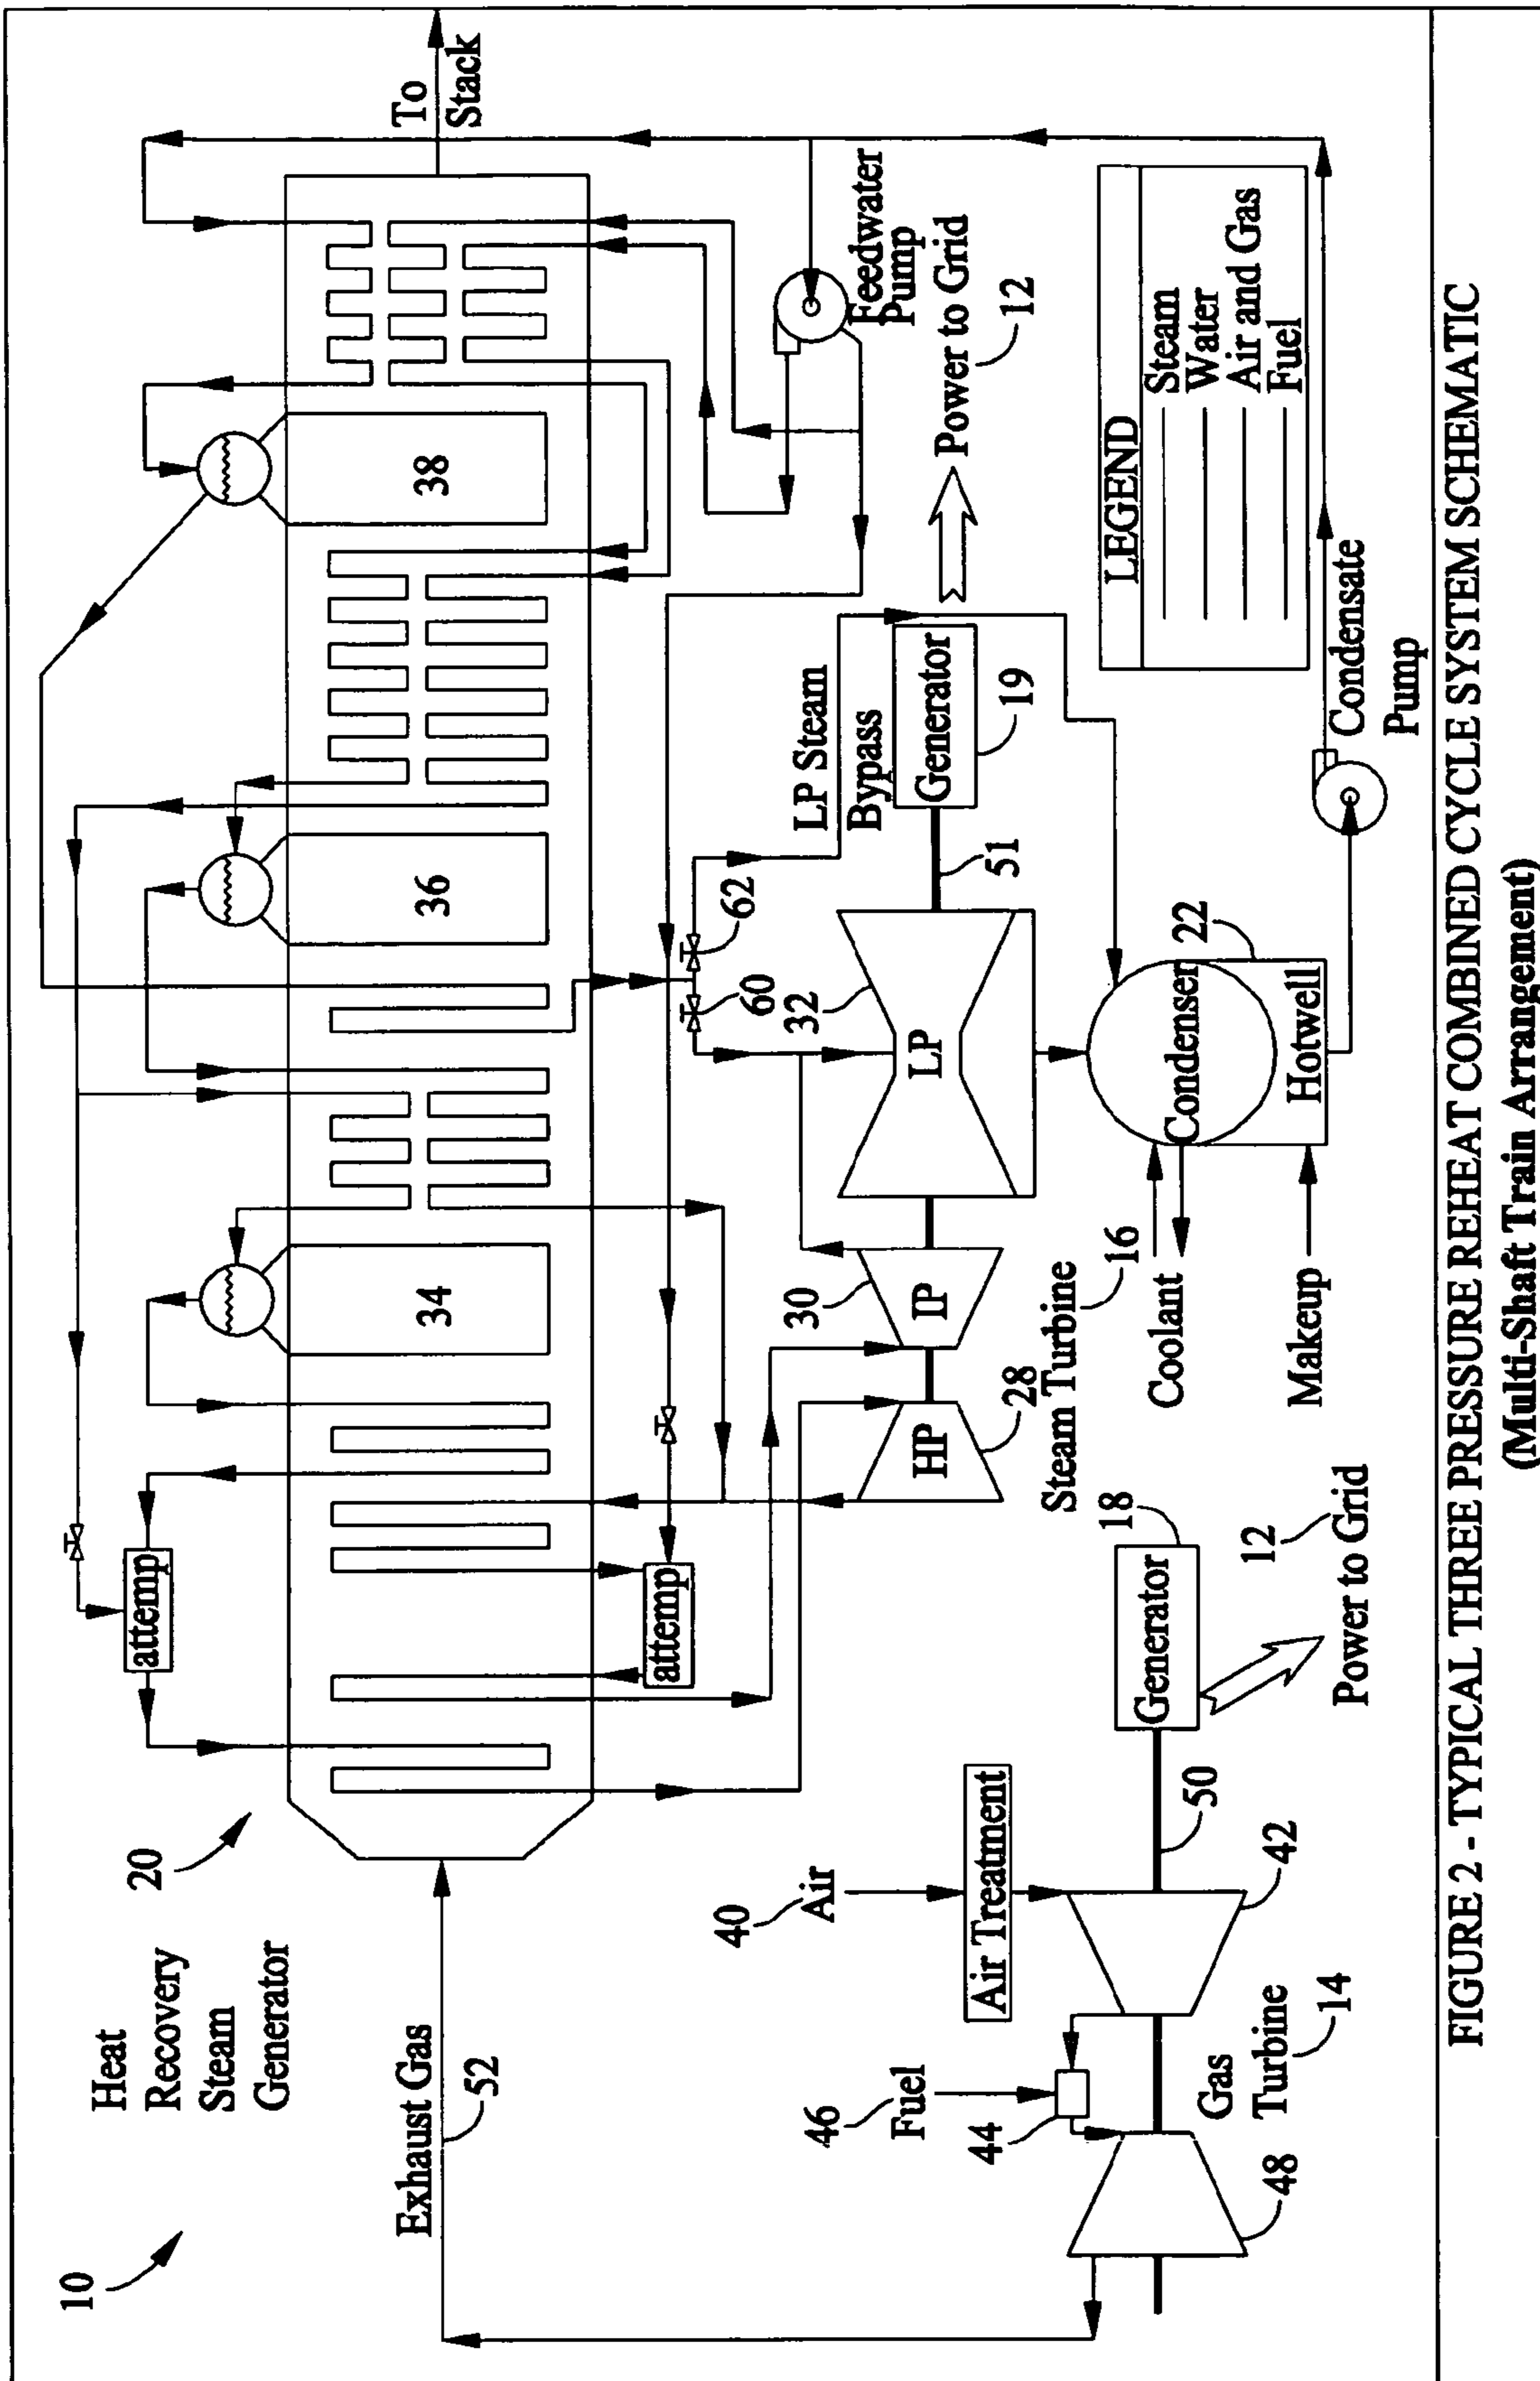 10
Heat
Recovery
Steam
Generator
20
Exhaust Gas
52
To
Stack
attemp
34
36
38
attemp
Feedwater
Pump
60
62
LP Steam
Bypass
HP
28
IP
30
LP
32
51
Generator
19
Power to Grid
12
Steam Turbine
16
Coolant
Makeup
Condenser
22
Hotwell
Condensate
Pump
LEGEND
Steam
Water
Air and Gas
Fuel
40
Air
Air Treatment
46
Fuel
44
48
42
Gas
Turbine
14
50
Generator
18
12
Power to Grid
FIGURE 2 - TYPICAL THREE PRESSURE REHEAT COMBINED CYCLE SYSTEM SCHEMATIC
(Multi-Shaft Train Arrangement)